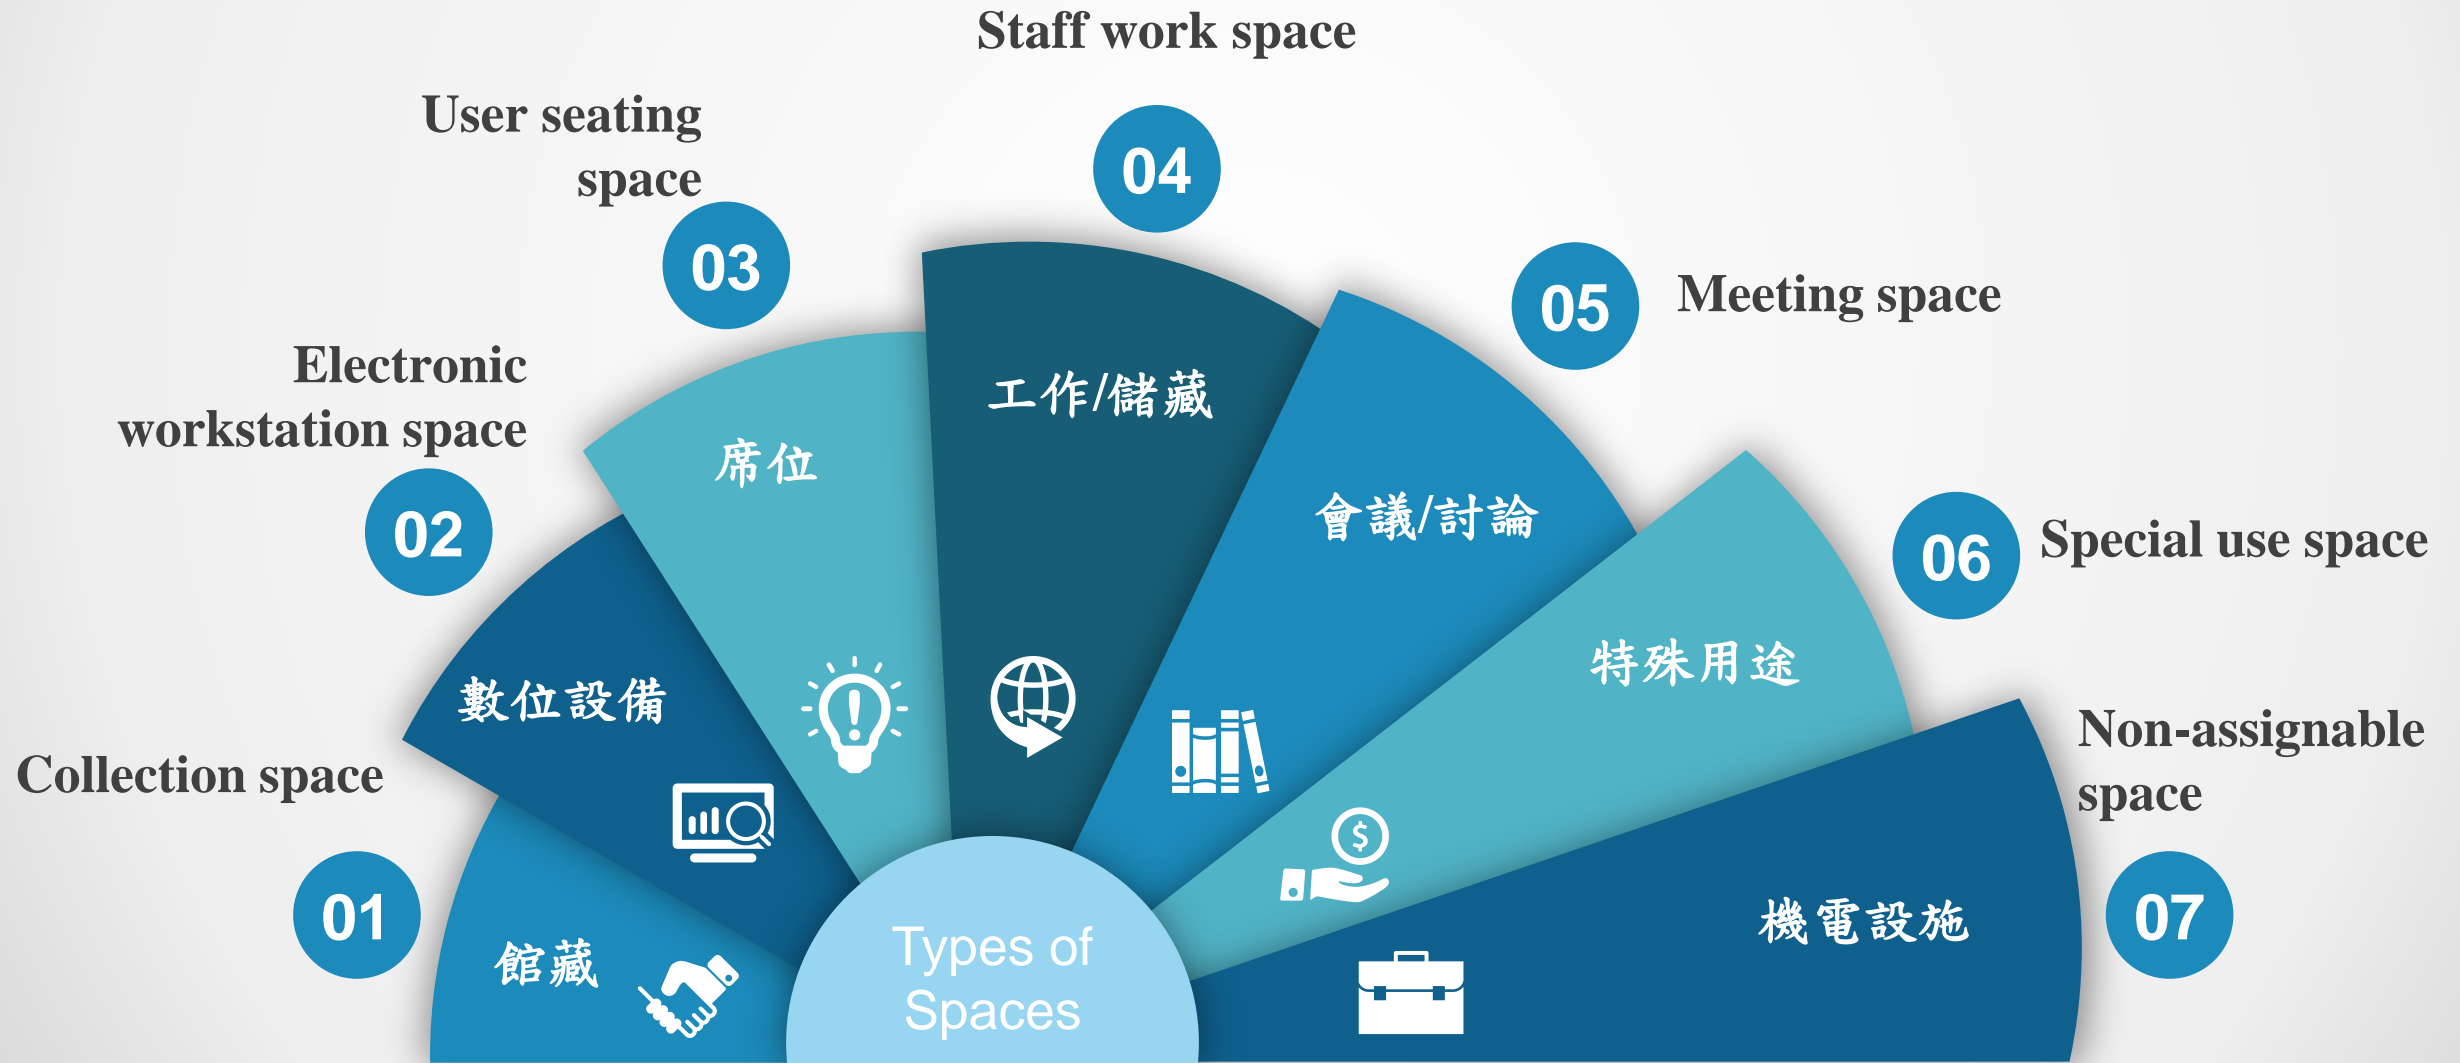 Staff work space
User seating
space
04
03
05
Meeting space
Electronic
workstation space
工作/儲藏
席位
02
會議/討論
06
Special use space
特殊用途
數位設備
Collection space
Non-assignable
space
01
館藏
機電設施
07
Types of
Spaces
$